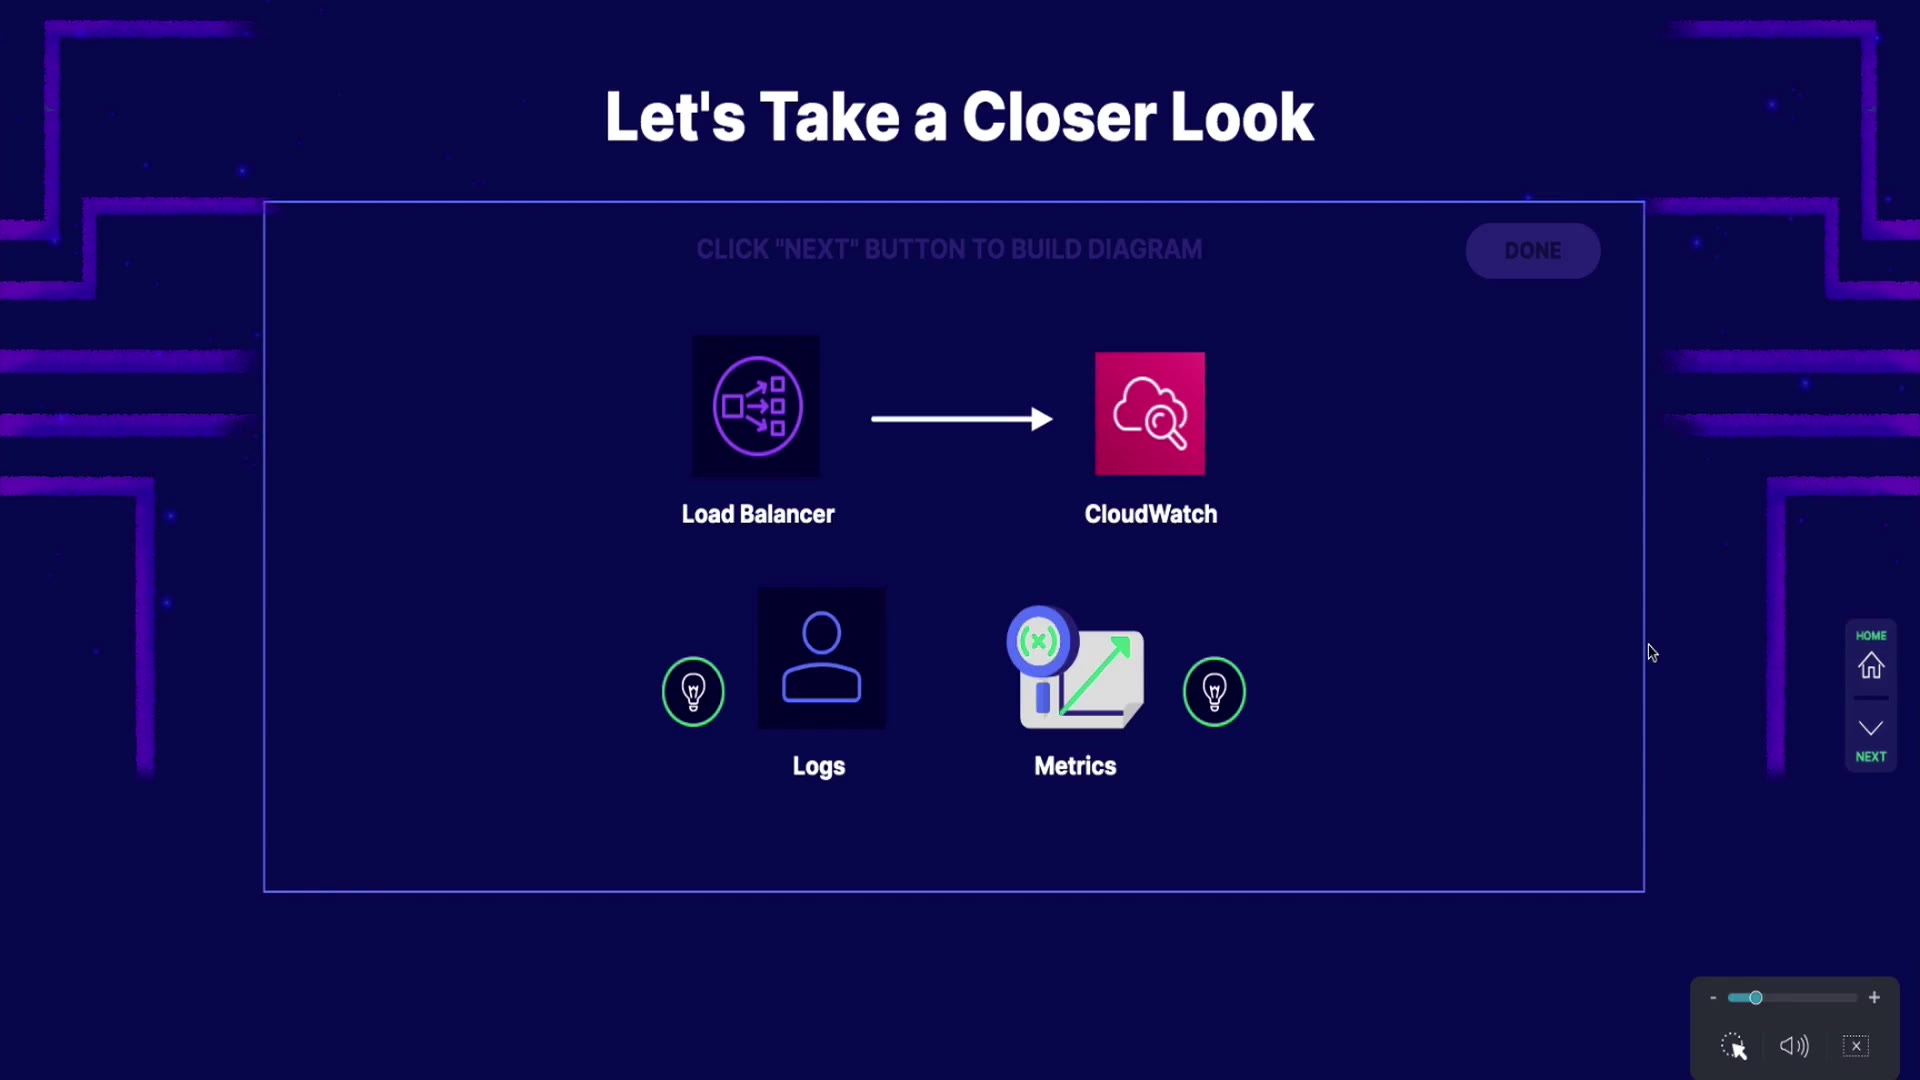 Let's Take a Closer Look
CLICK "NEXT" BUTTON TO BUILD DIAGRAM
DONE
Load Balancer
CloudWatch
Logs
Metrics
HOME
NEXT